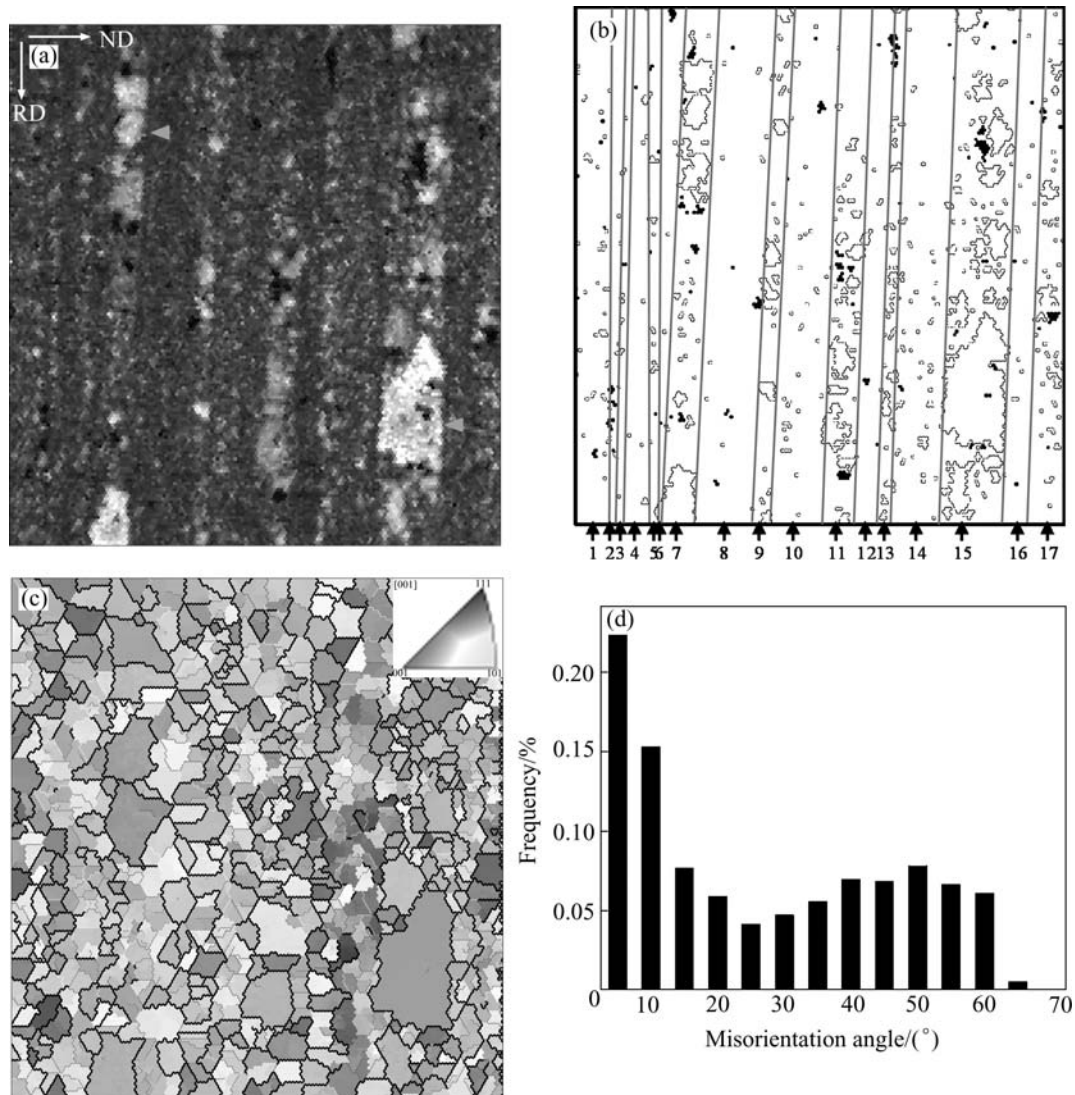 (a)
ND
RD
(b)
1 2 3 4 5 6 7 8 9 10 11 12 13 14 15 16 17
(c)
[001]
111
001
101
(d)
Frequency/%
0.20
0.15
0.10
0.05
0 10 20 30 40 50 60 70
Misorientation angle/(°)